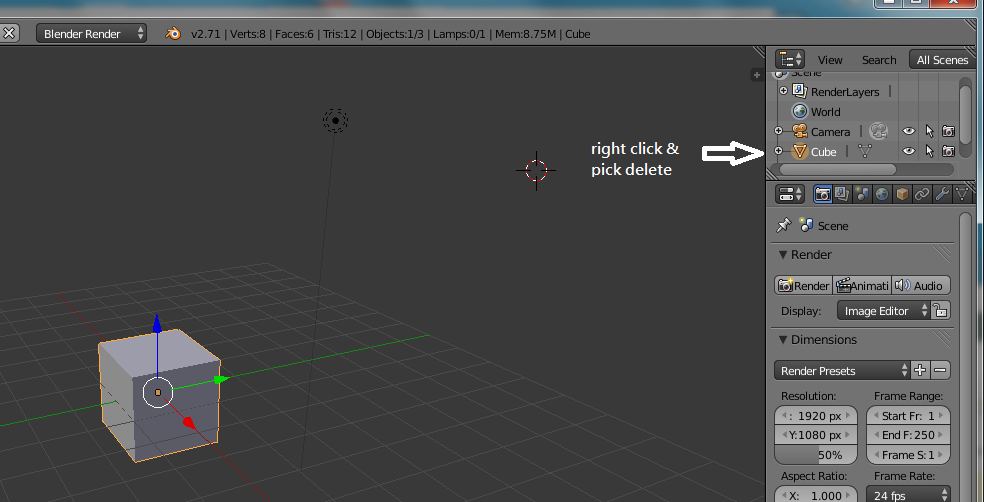 Blender Render
v2.71 | Verts:8 | Faces:6 | Tris:12 | Objects:1/3 | Lamps:0/1 | Mem:8.75M | Cube
View Search All Scenes
Scene
RenderLayers |
World
Camera |
right click &
pick delete
Cube |
Scene
Render
Render Animati Audio
Display: Image Editor
Dimensions
Render Presets
Resolution: Frame Range:
: 1920 px Start Fr: 1
Y:1080 px End F: 250
50% Frame S: 1
Aspect Ratio: Frame Rate:
X: 1.000 24 fps